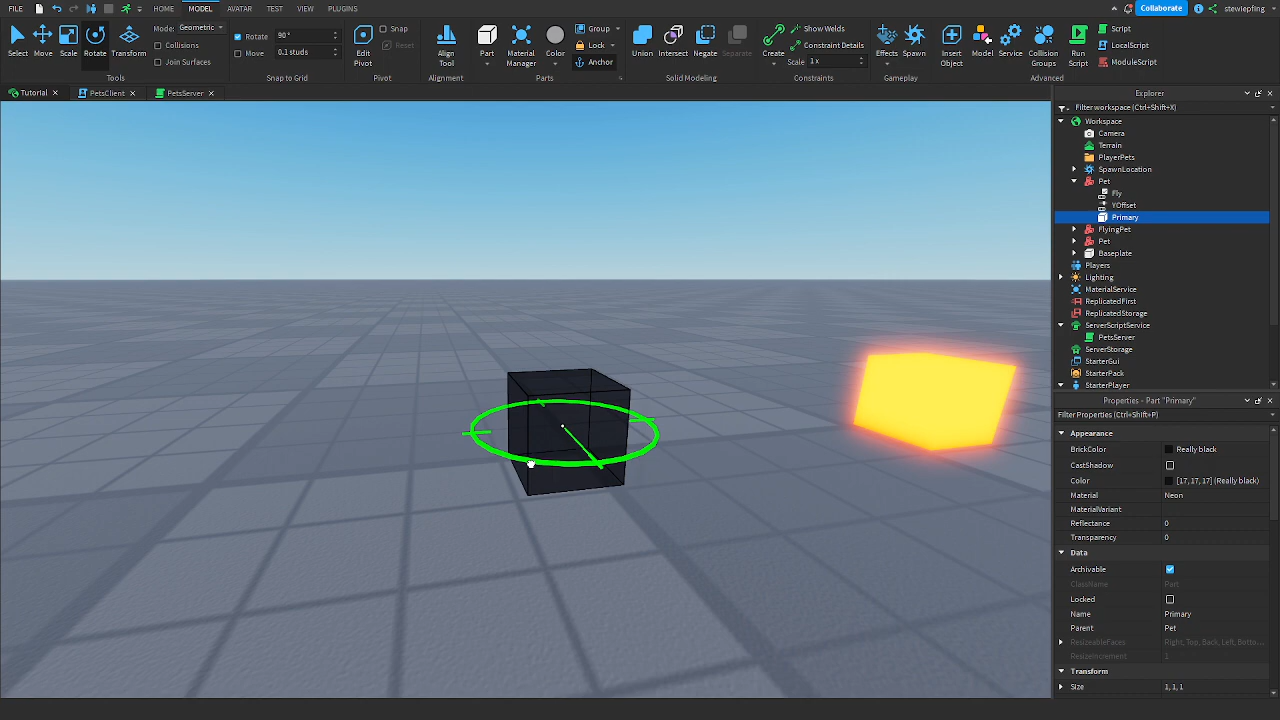 FILE HOME MODEL AVATAR TEST VIEW PLUGINS Collaborate stewiepfing
Select Move Scale Rotate Transform
Mode: Geometric
Collisions
Join Surfaces
Tools
Rotate 90°
Move 0.1 studs
Snap to Grid
Edit Pivot
Snap
Reset
Pivot
Align Tool
Alignment
Part
Material Manager
Color
Group
Lock
Anchor
Parts
Union Intersect Negate Separate
Solid Modeling
Create
Show Welds
Constraint Details
Scale 1x
Constraints
Effects Spawn
Gameplay
Insert Object
Model
Service
Collision Groups
Script
Script
LocalScript
ModuleScript
Advanced
Tutorial PetsClient PetsServer
Explorer
Filter workspace (Ctrl+Shift+X)
Workspace
Camera
Terrain
PlayerPets
SpawnLocation
Pet
Fly
YOffset
Primary
FlyingPet
Pet
Baseplate
Players
Lighting
MaterialService
ReplicatedFirst
ReplicatedStorage
ServerScriptService
PetsServer
ServerStorage
StarterGui
StarterPack
StarterPlayer
Properties - Part "Primary"
Filter Properties (Ctrl+Shift+P)
Appearance
BrickColor Really black
CastShadow
Color [17, 17, 17] (Really black)
Material Neon
MaterialVariant
Reflectance 0
Transparency 0
Data
Archivable
ClassName Part
Locked
Name Primary
Parent Pet
ResizeableFaces Right, Top, Back, Left, Botto...
ResizeIncrement 1
Transform
Size 1, 1, 1